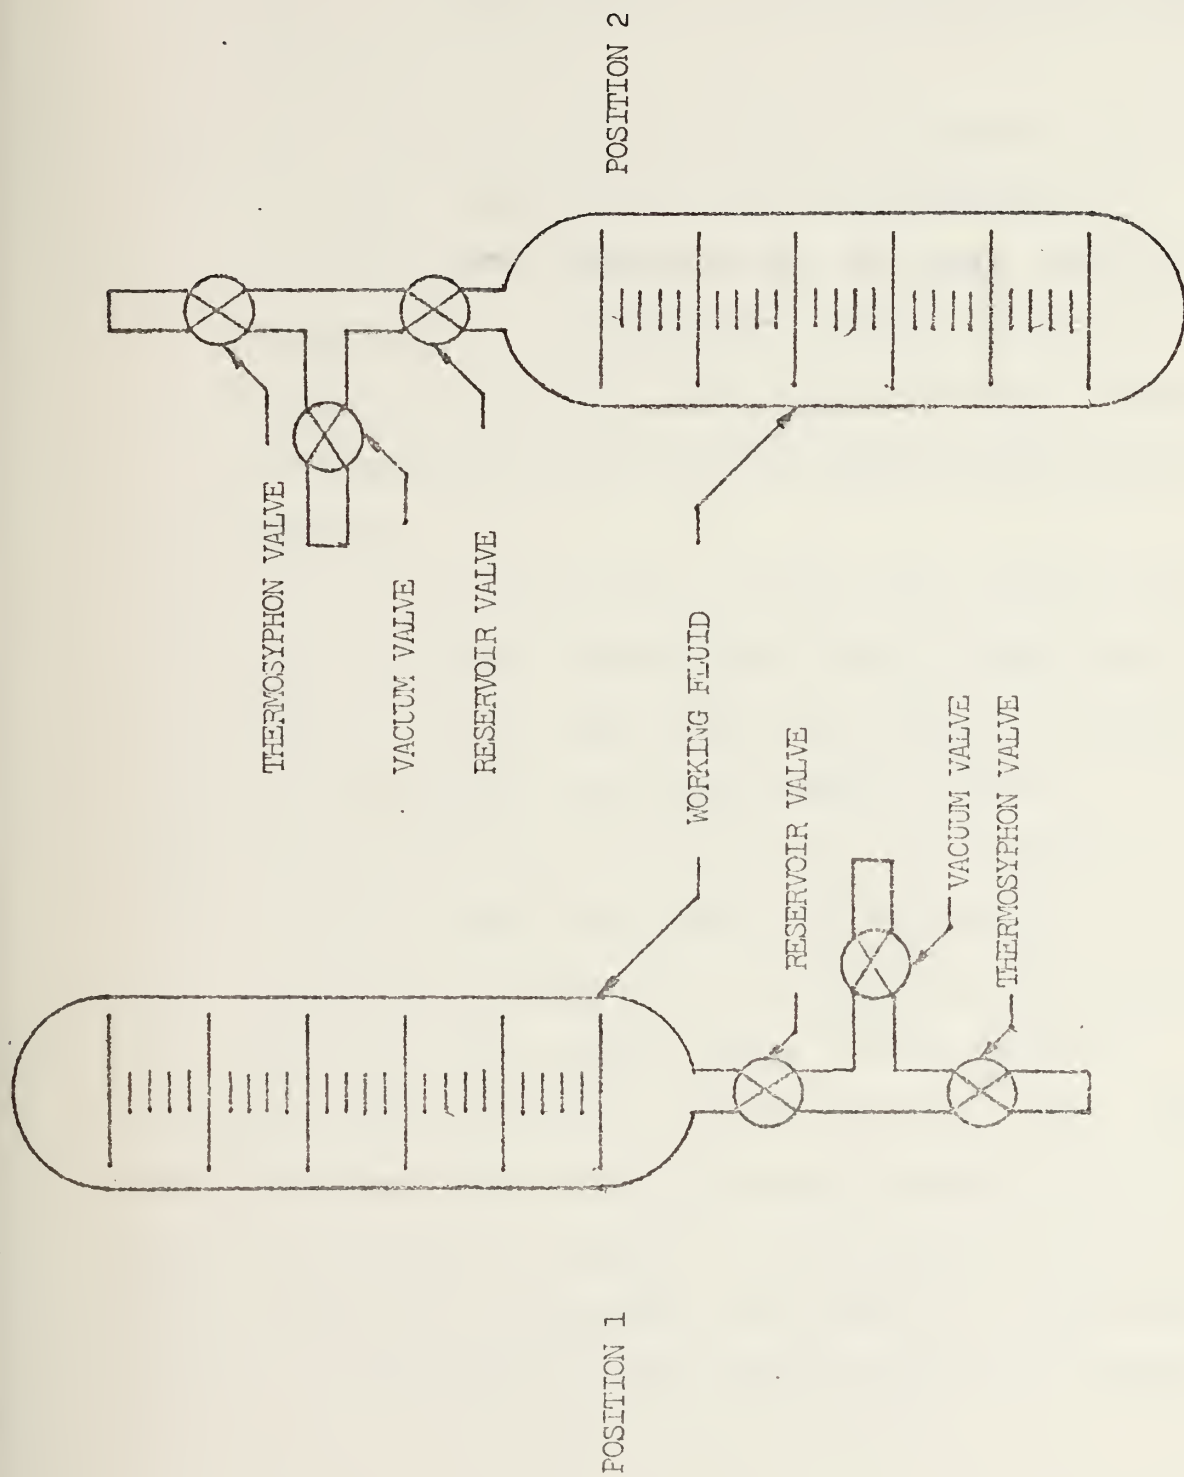 THERMOSYPHON VALVE
VACUUM VALVE
RESERVOIR VALVE
POSITION 1
POSITION 2
WORKING FLUID
RESERVOIR VALVE
VACUUM VALVE
THERMOSYPHON VALVE